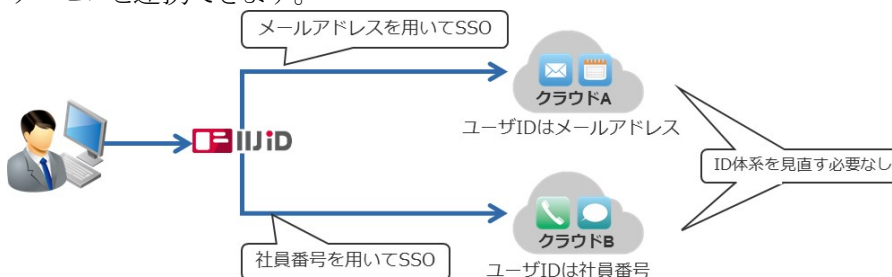 メールアドレスを用いてSSO
クラウドA
ユーザIDはメールアドレス
IIJiD
ID体系を見直す必要なし
クラウドB
社員番号を用いてSSO
ユーザIDは社員番号